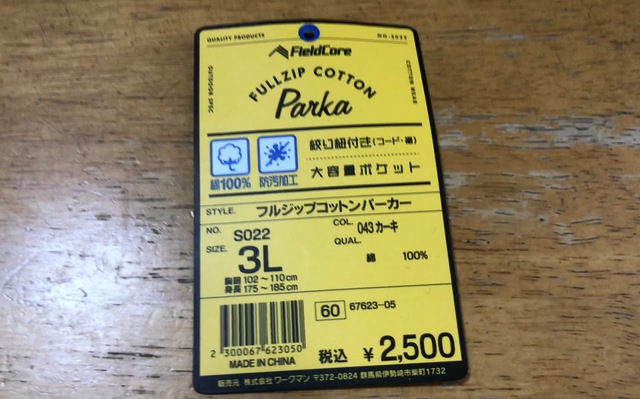 QUALITY PRODUCTS
FieldCore
OUTDOOR SPEC
COTTON WEAR
FULLZIP COTTON
Parka
綿100%
防汚加工
絞り紐付き(コード・裾)
大容量ポケット
STYLE. フルジップコットンパーカー
NO. S022
COL. 043 カーキ
SIZE. 3L
QUAL.
綿 100%
胸囲 102~110cm
身長 175~185cm
60 67623-05
2 300067 623050
MADE IN CHINA
税込 ¥2,500
販売元 株式会社ワークマン 〒372-0824 群馬県伊勢崎市柴町1732